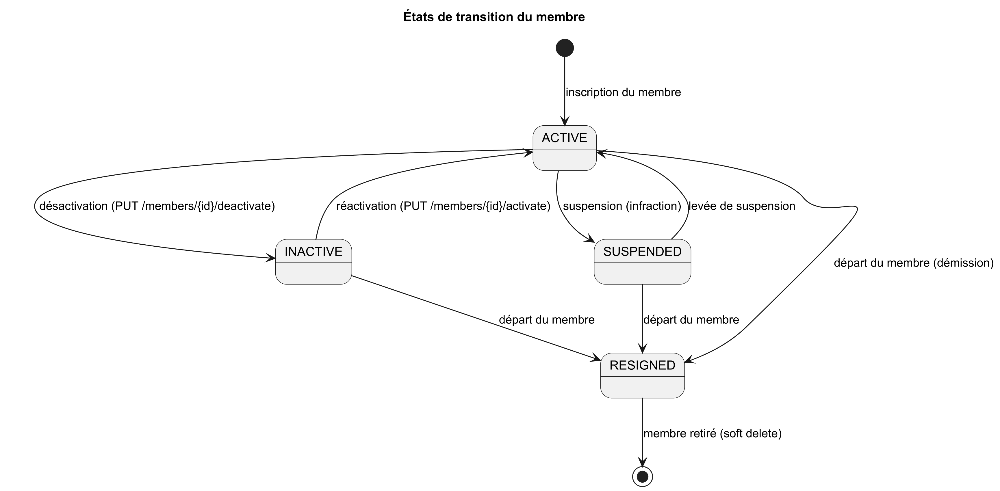 États de transition du membre
inscription du membre
ACTIVE
désactivation (PUT /members/{id}/deactivate)
réactivation (PUT /members/{id}/activate)
suspension (infraction)
levée de suspension
INACTIVE
SUSPENDED
départ du membre (démission)
départ du membre
départ du membre
RESIGNED
membre retiré (soft delete)